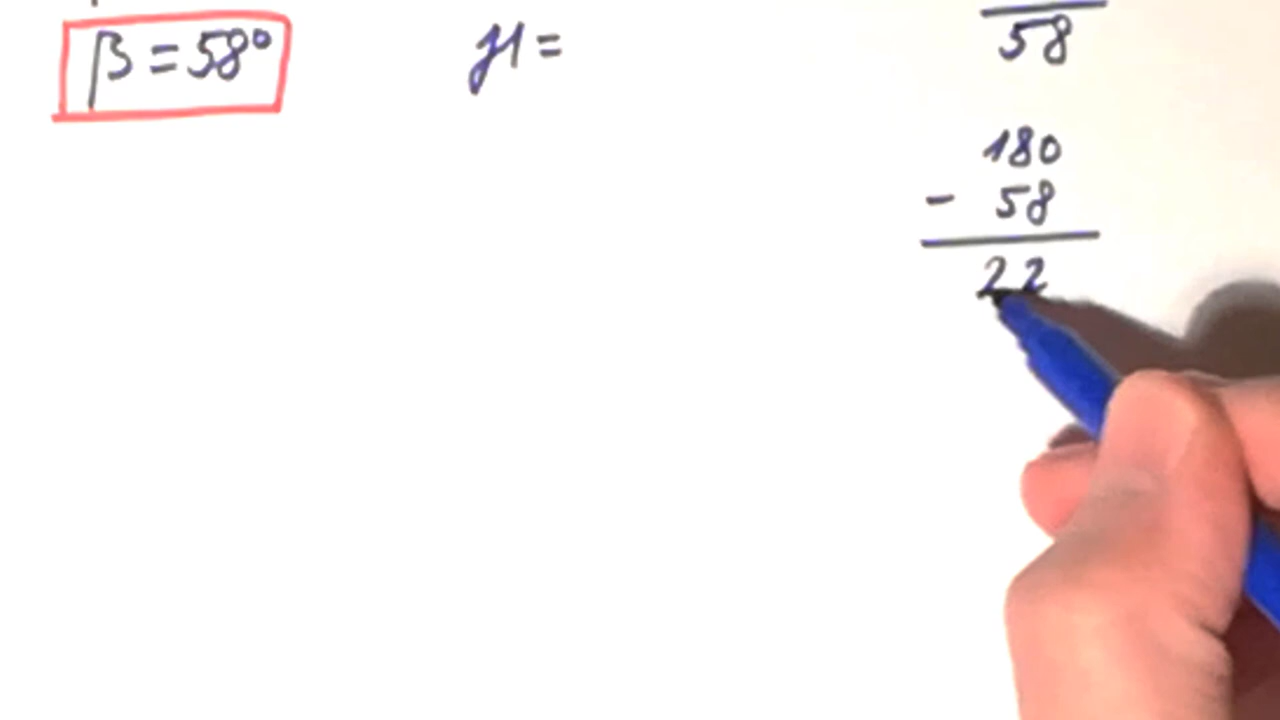 β = 58°
γ1 =
58
180
- 58
22